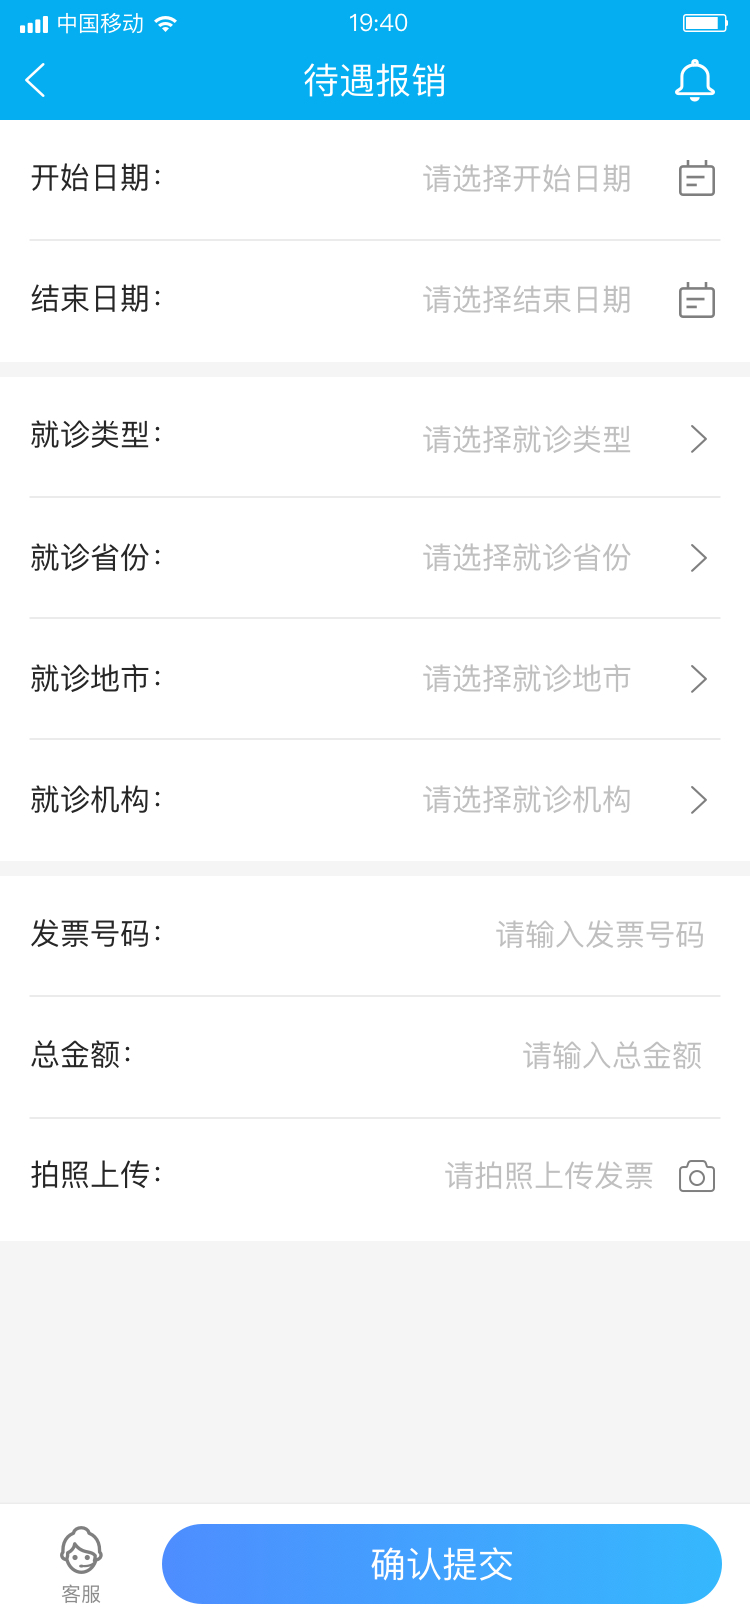 中国移动 19:40
待遇报销
开始日期： 请选择开始日期
结束日期： 请选择结束日期
就诊类型： 请选择就诊类型
就诊省份： 请选择就诊省份
就诊地市： 请选择就诊地市
就诊机构： 请选择就诊机构
发票号码： 请输入发票号码
总金额： 请输入总金额
拍照上传： 请拍照上传发票
确认提交
客服